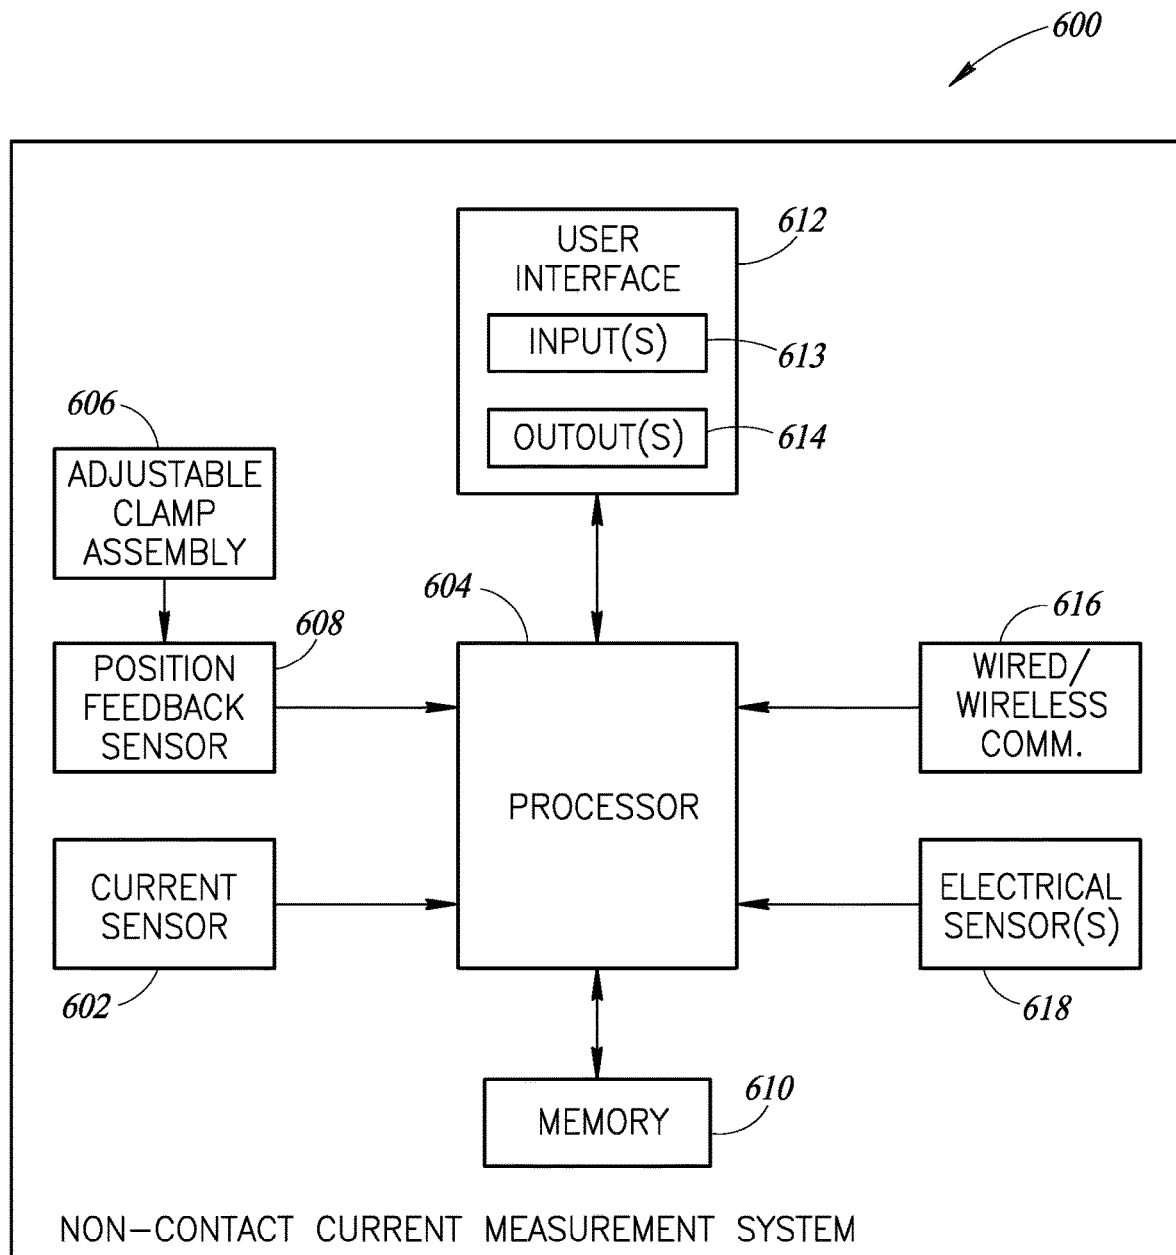 600
USER
INTERFACE
612
INPUT(S)
613
OUTOUT(S)
614
606
ADJUSTABLE
CLAMP
ASSEMBLY
608
POSITION
FEEDBACK
SENSOR
604
PROCESSOR
616
WIRED/
WIRELESS
COMM.
CURRENT
SENSOR
602
ELECTRICAL
SENSOR(S)
618
MEMORY
610
NON-CONTACT CURRENT MEASUREMENT SYSTEM